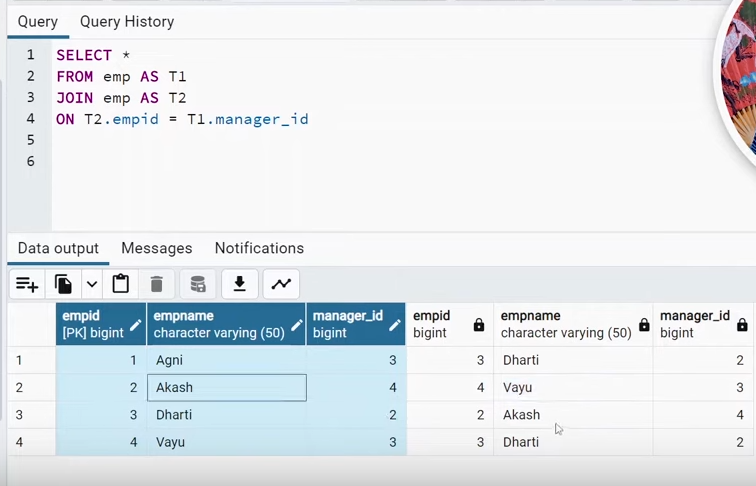 Query Query History
1 SELECT *
2 FROM emp AS T1
3 JOIN emp AS T2
4 ON T2.empid = T1.manager_id
5
6
Data output Messages Notifications
empid empname manager_id empid empname manager_id
[PK] bigint character varying (50) bigint bigint character varying (50) bigint
1 1 Agni 3 3 Dharti 2
2 2 Akash 4 4 Vayu 3
3 3 Dharti 2 2 Akash 4
4 4 Vayu 3 3 Dharti 2